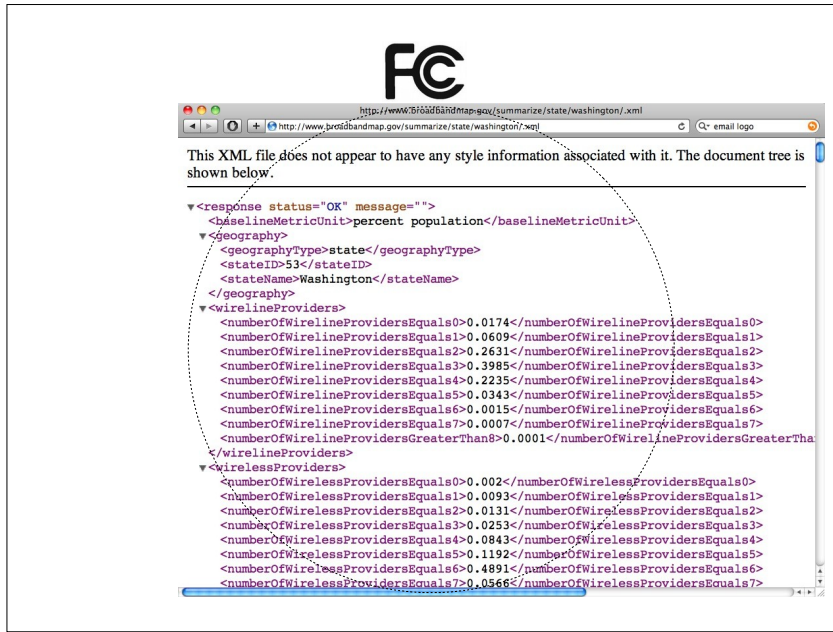 FCC
http://www.broadbandmap.gov/summarize/state/washington/.xml
http://www.broadbandmap.gov/summarize/state/washington/.xml
email logo
This XML file does not appear to have any style information associated with it. The document tree is
shown below.
▼<response status="OK" message="">
<baselineMetricUnit>percent population</baselineMetricUnit>
▼<geography>
<geographyType>state</geographyType>
<stateID>53</stateID>
<stateName>Washington</stateName>
</geography>
▼<wirelineProviders>
<numberOfWirelineProvidersEquals0>0.0174</numberOfWirelineProvidersEquals0>
<numberOfWirelineProvidersEquals1>0.0609</numberOfWirelineProvidersEquals1>
<numberOfWirelineProvidersEquals2>0.2631</numberOfWirelineProvidersEquals2>
<numberOfWirelineProvidersEquals3>0.3985</numberOfWirelineProvidersEquals3>
<numberOfWirelineProvidersEquals4>0.2235</numberOfWirelineProvidersEquals4>
<numberOfWirelineProvidersEquals5>0.0343</numberOfWirelineProvidersEquals5>
<numberOfWirelineProvidersEquals6>0.0015</numberOfWirelineProvidersEquals6>
<numberOfWirelineProvidersEquals7>0.0007</numberOfWirelineProvidersEquals7>
<numberOfWirelineProvidersGreaterThan8>0.0001</numberOfWirelineProvidersGreaterTha
</wirelineProviders>
▼<wirelessProviders>
<numberOfWirelessProvidersEquals0>0.002</numberOfWirelessProvidersEquals0>
<numberOfWirelessProvidersEquals1>0.0093</numberOfWirelessProvidersEquals1>
<numberOfWirelessProvidersEquals2>0.0131</numberOfWirelessProvidersEquals2>
<numberOfWirelessProvidersEquals3>0.0253</numberOfWirelessProvidersEquals3>
<numberOfWirelessProvidersEquals4>0.0843</numberOfWirelessProvidersEquals4>
<numberOfWirelessProvidersEquals5>0.1192</numberOfWirelessProvidersEquals5>
<numberOfWirelessProvidersEquals6>0.4891</numberOfWirelessProvidersEquals6>
<numberOfWirelessProvidersEquals7>0.0566</numberOfWirelessProvidersEquals7>